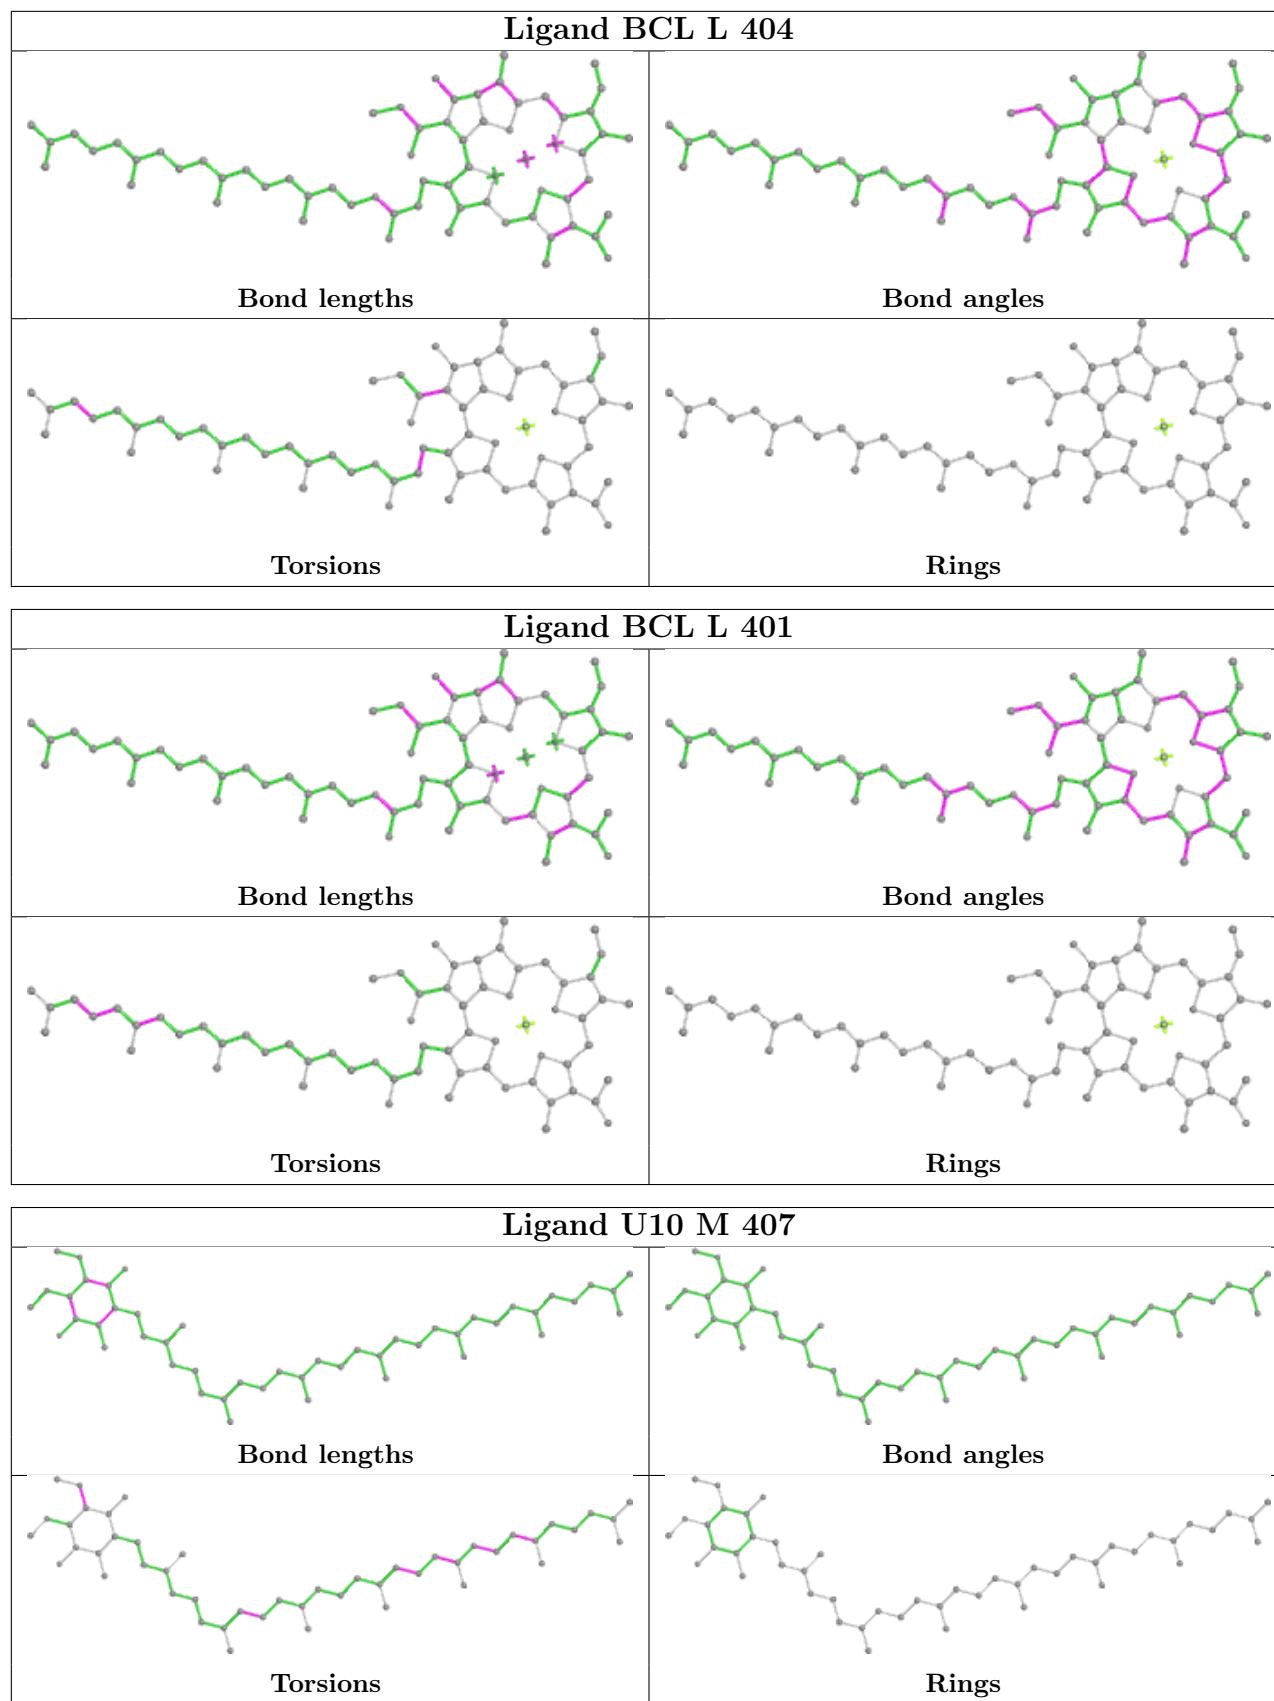 Ligand BCL L 404
Bond lengths
Bond angles
Torsions
Rings
Ligand BCL L 401
Bond lengths
Bond angles
Torsions
Rings
Ligand U10 M 407
Bond lengths
Bond angles
Torsions
Rings